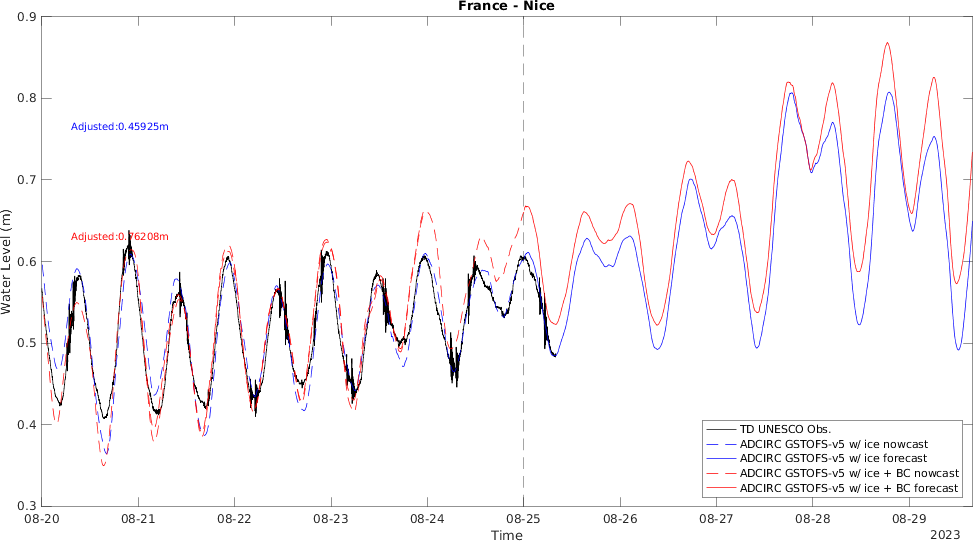 France - Nice
0.9
0.8
0.7
0.6
0.5
0.4
0.3
Water Level (m)
Adjusted:0.45925m
Adjusted:0.76208m
TD UNESCO Obs.
ADCIRC GSTOFS-v5 w/ ice nowcast
ADCIRC GSTOFS-v5 w/ ice forecast
ADCIRC GSTOFS-v5 w/ ice + BC nowcast
ADCIRC GSTOFS-v5 w/ ice + BC forecast
08-20 08-21 08-22 08-23 08-24 08-25 08-26 08-27 08-28 08-29
Time
2023